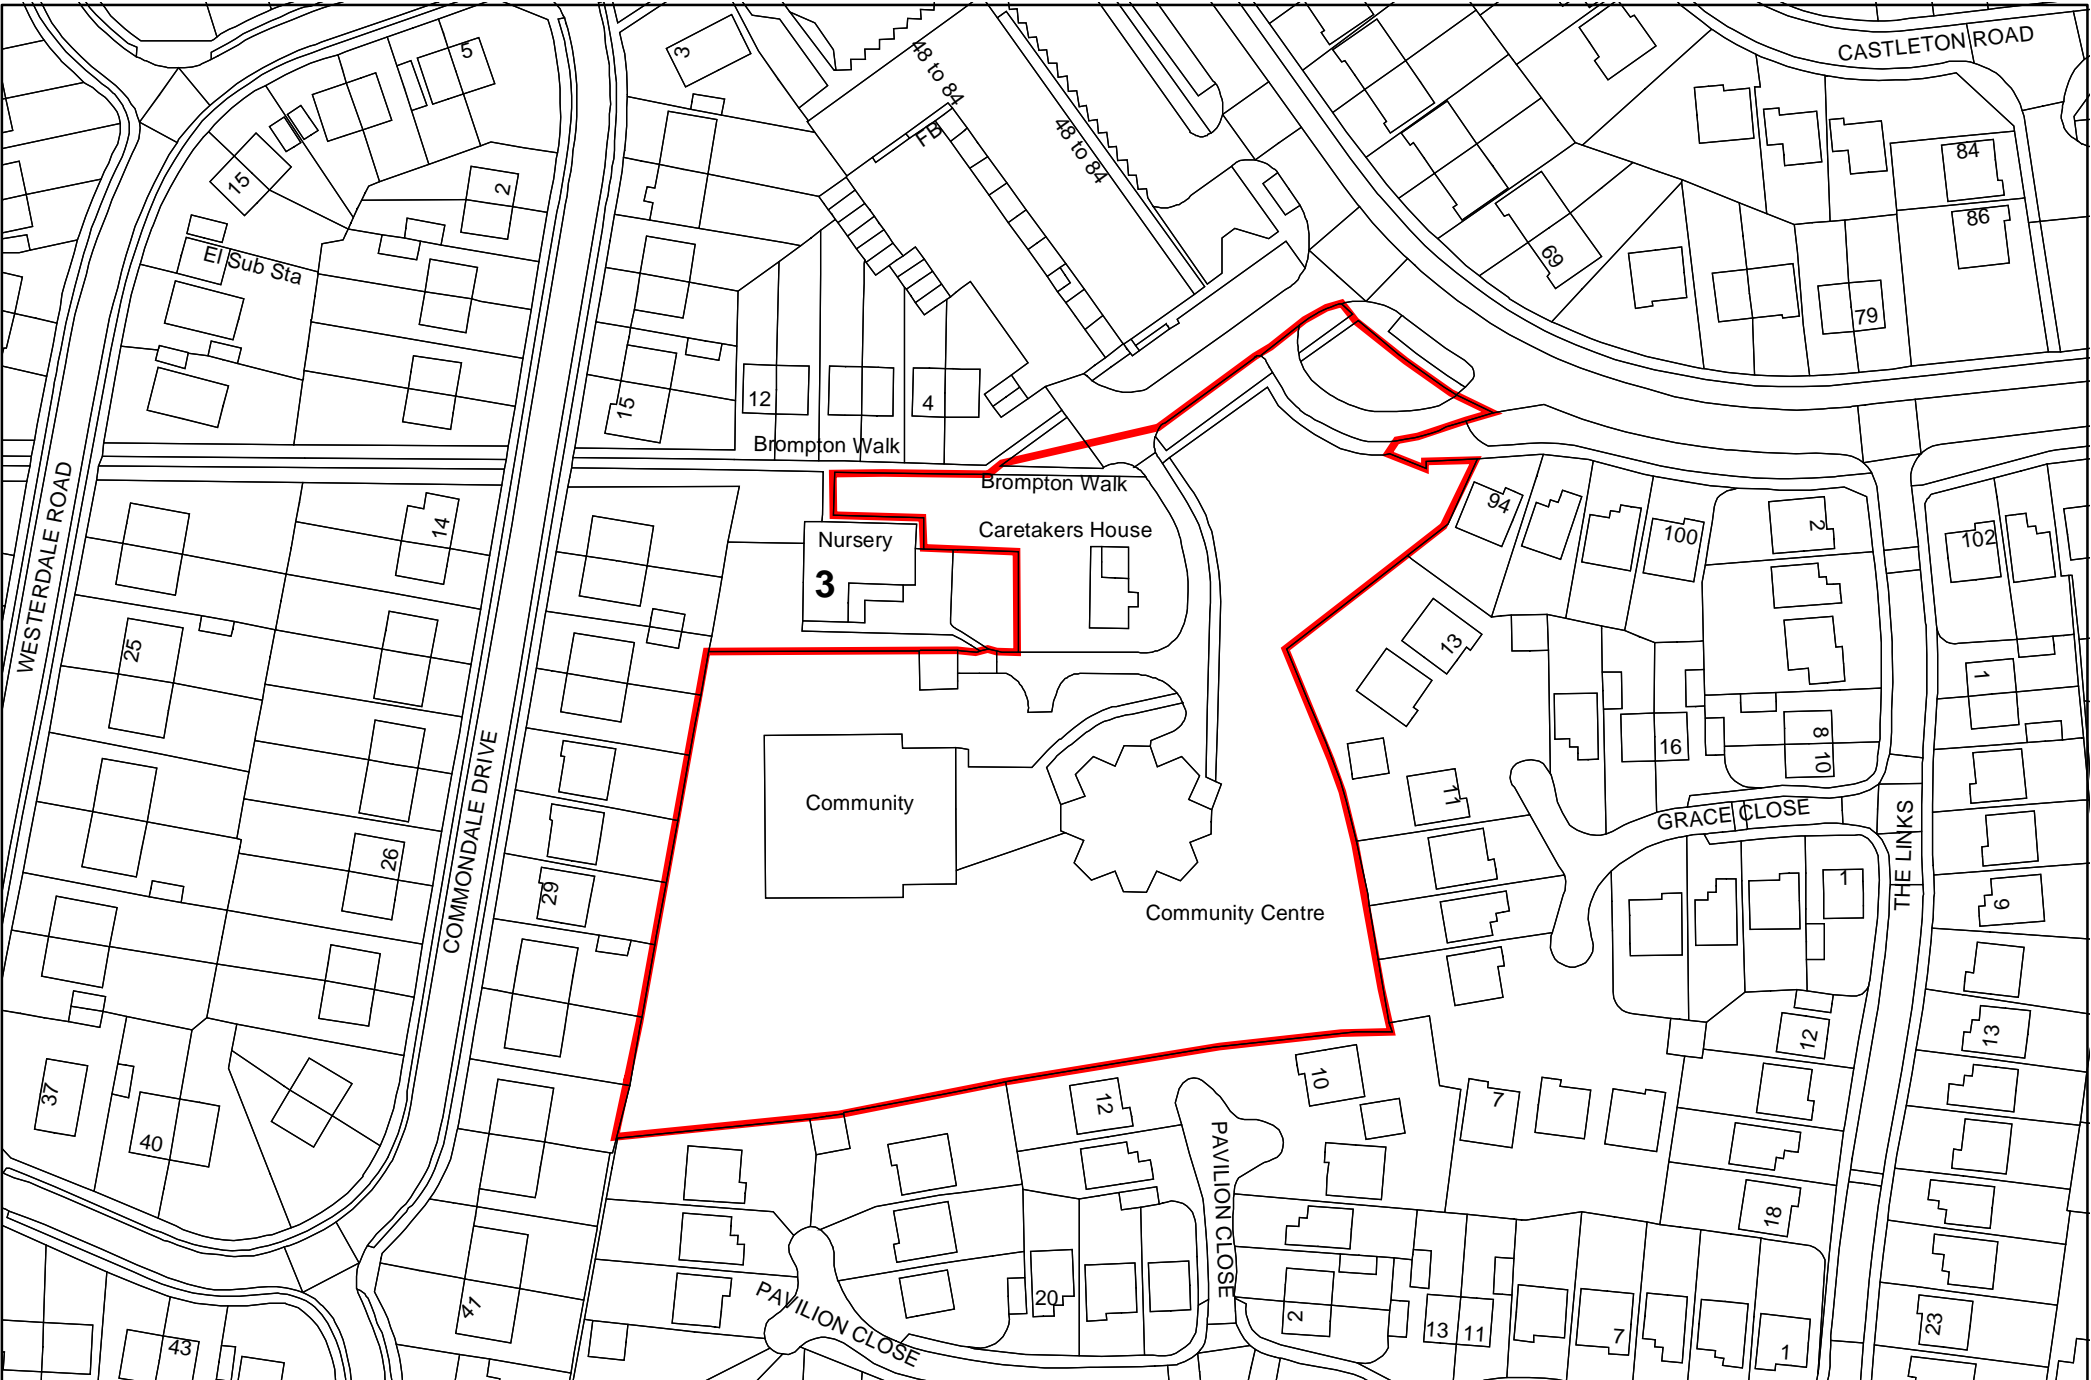 CASTLETON ROAD
5
3
48 to 84
FB
48 to 84
84
15
2
86
El Sub Sta
69
79
12
4
15
Brompton Walk
Brompton Walk
WESTERDALE ROAD
14
94
100
2
102
Caretakers House
Nursery
3
25
13
1
16
8
10
COMMONDALE DRIVE
Community
11
GRACE CLOSE
THE LINKS
26
29
1
9
Community Centre
12
13
37
40
12
10
7
PAVILION CLOSE
18
41
20
2
PAVILION CLOSE
13
11
7
1
23
43